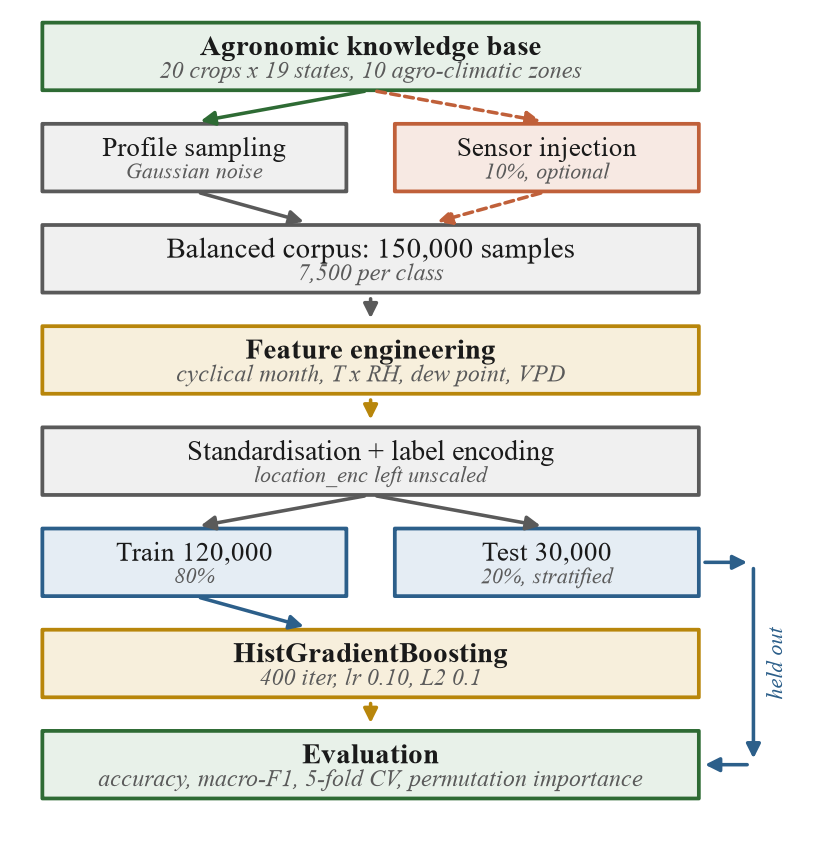 Agronomic knowledge base
20 crops x 19 states, 10 agro-climatic zones
Profile sampling
Gaussian noise
Sensor injection
10%, optional
Balanced corpus: 150,000 samples
7,500 per class
Feature engineering
cyclical month, T x RH, dew point, VPD
Standardisation + label encoding
location_enc left unscaled
Train 120,000
80%
Test 30,000
20%, stratified
held out
HistGradientBoosting
400 iter, lr 0.10, L2 0.1
Evaluation
accuracy, macro-F1, 5-fold CV, permutation importance